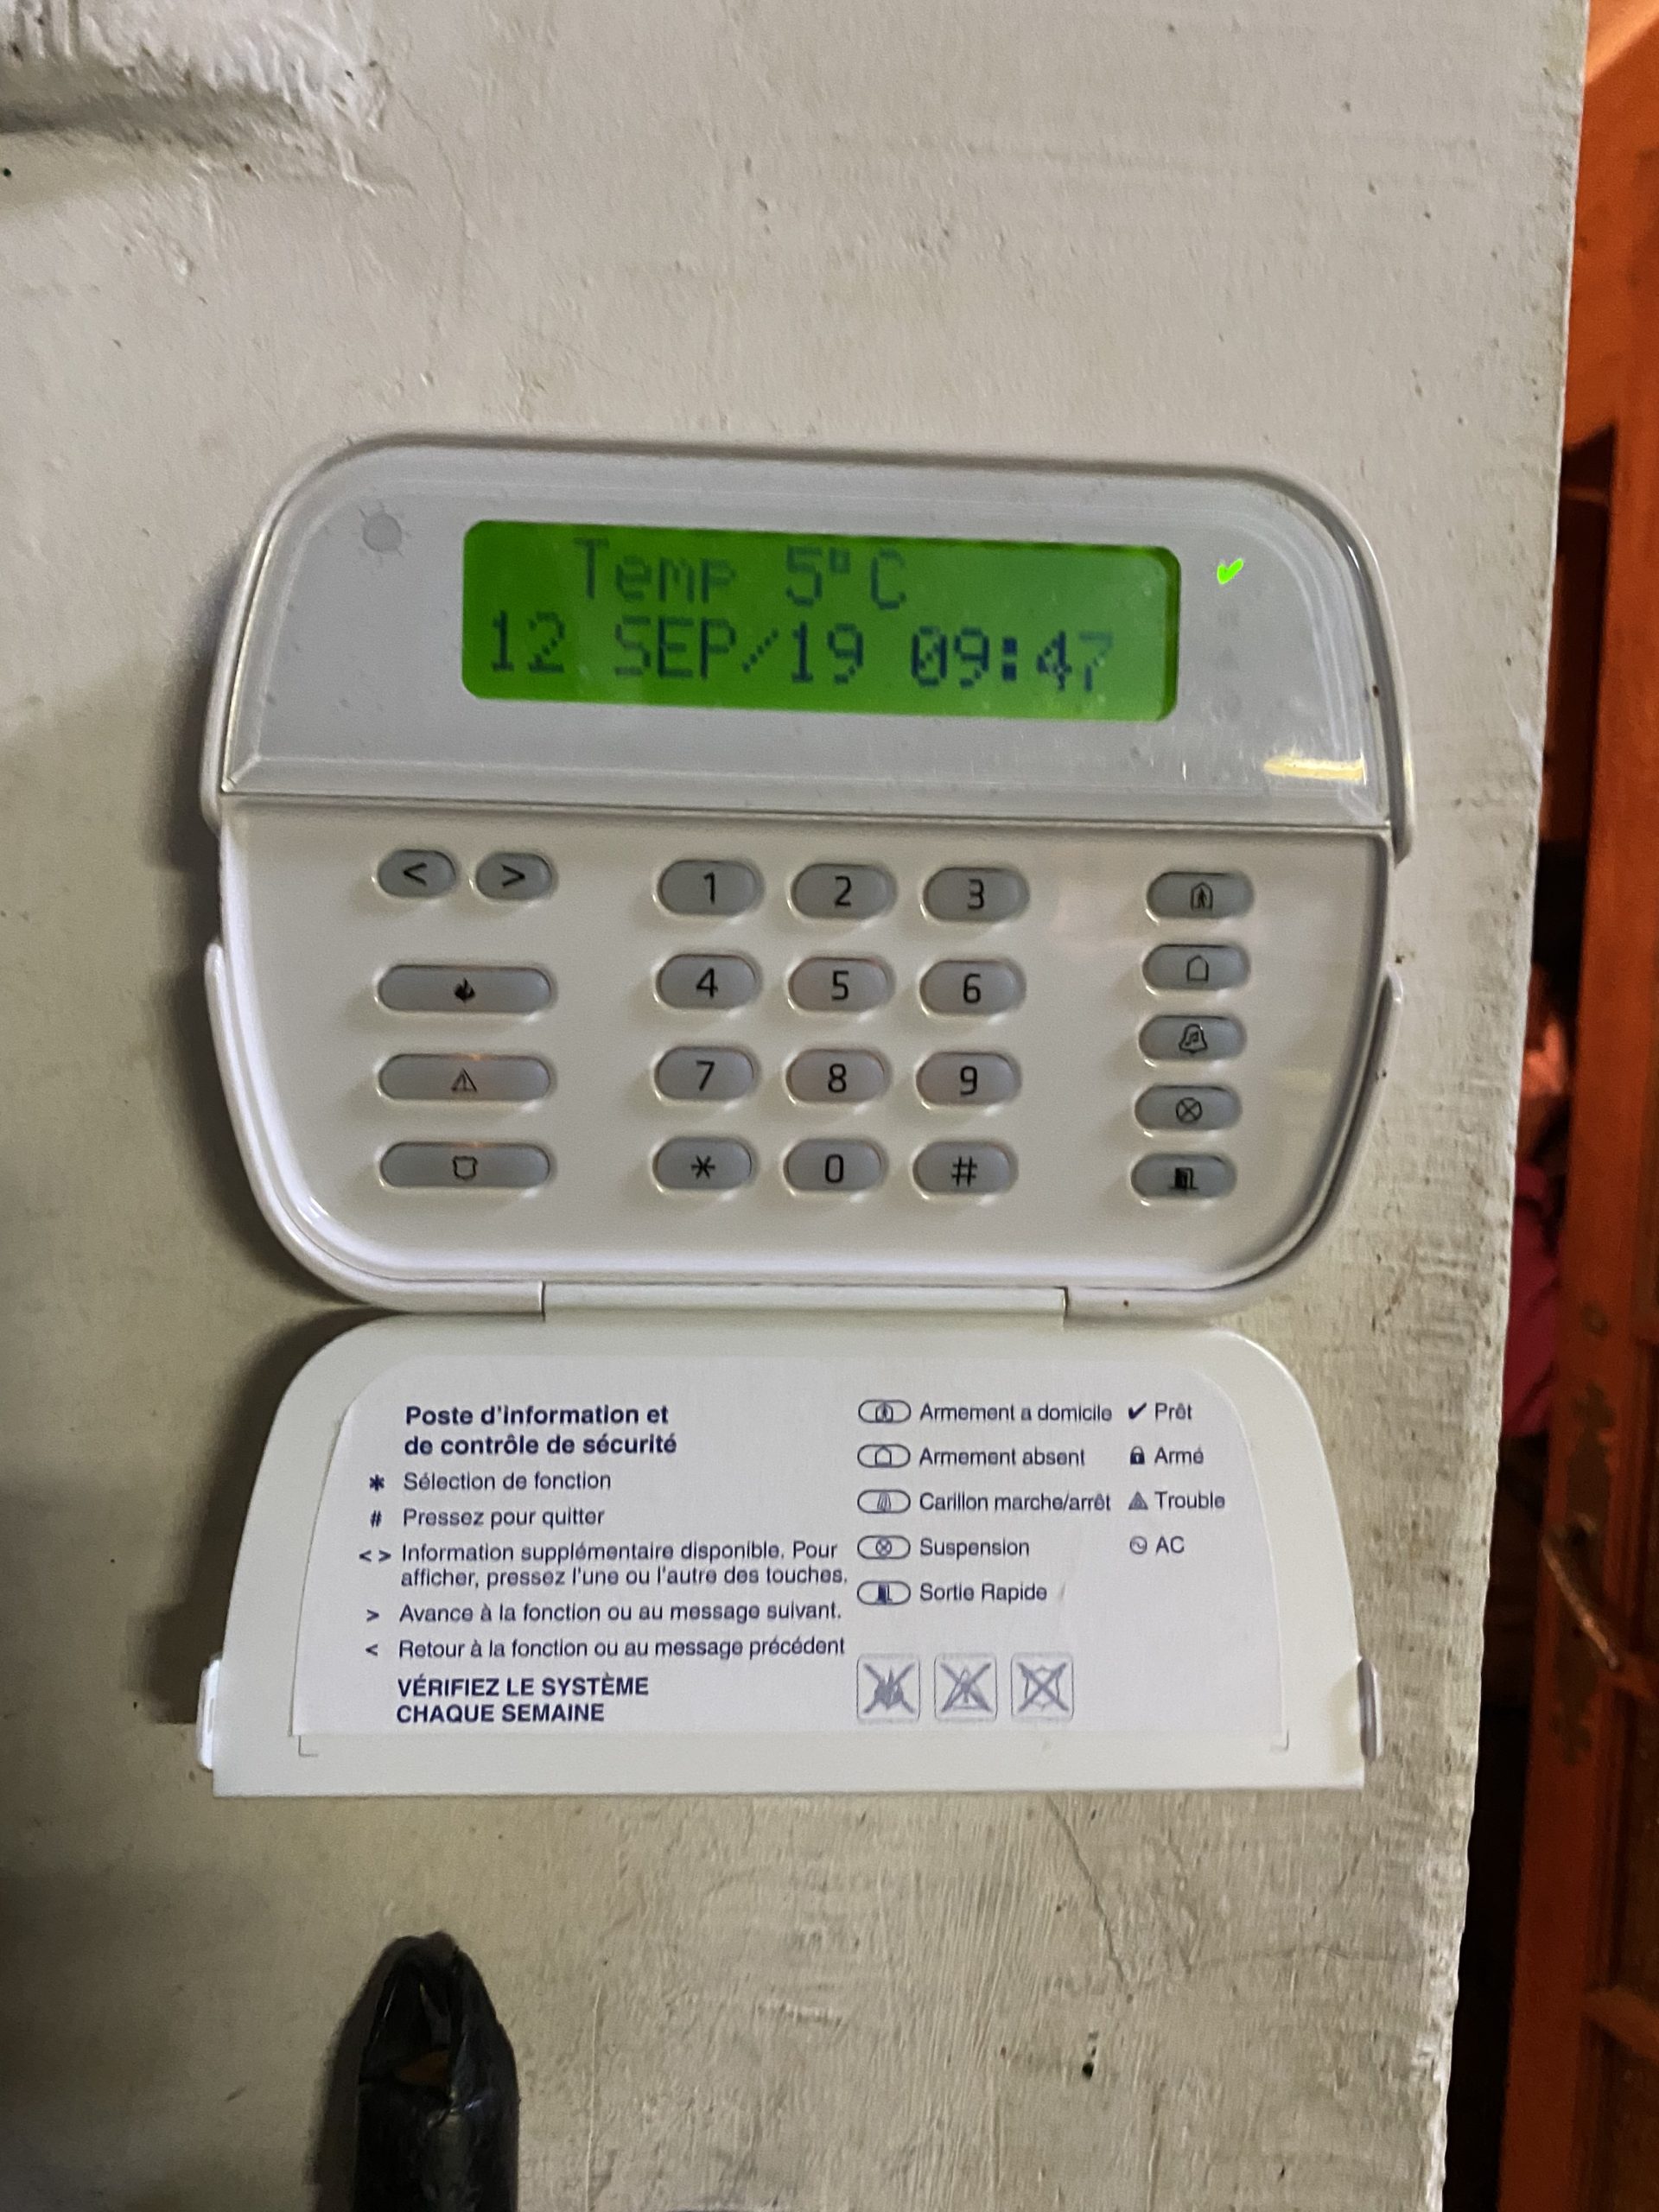 Temp 5°C
12 SEP/19 09:47
< >
1 2 3
4 5 6
7 8 9
* 0 #
Poste d'information et
de contrôle de sécurité
* Sélection de fonction
# Pressez pour quitter
< > Information supplémentaire disponible. Pour
afficher, pressez l'une ou l'autre des touches.
> Avance à la fonction ou au message suivant.
< Retour à la fonction ou au message précédent
VÉRIFIEZ LE SYSTÈME
CHAQUE SEMAINE
Armement a domicile
Armement absent
Carillon marche/arrêt
Suspension
Sortie Rapide
✓ Prêt
Armé
Trouble
AC